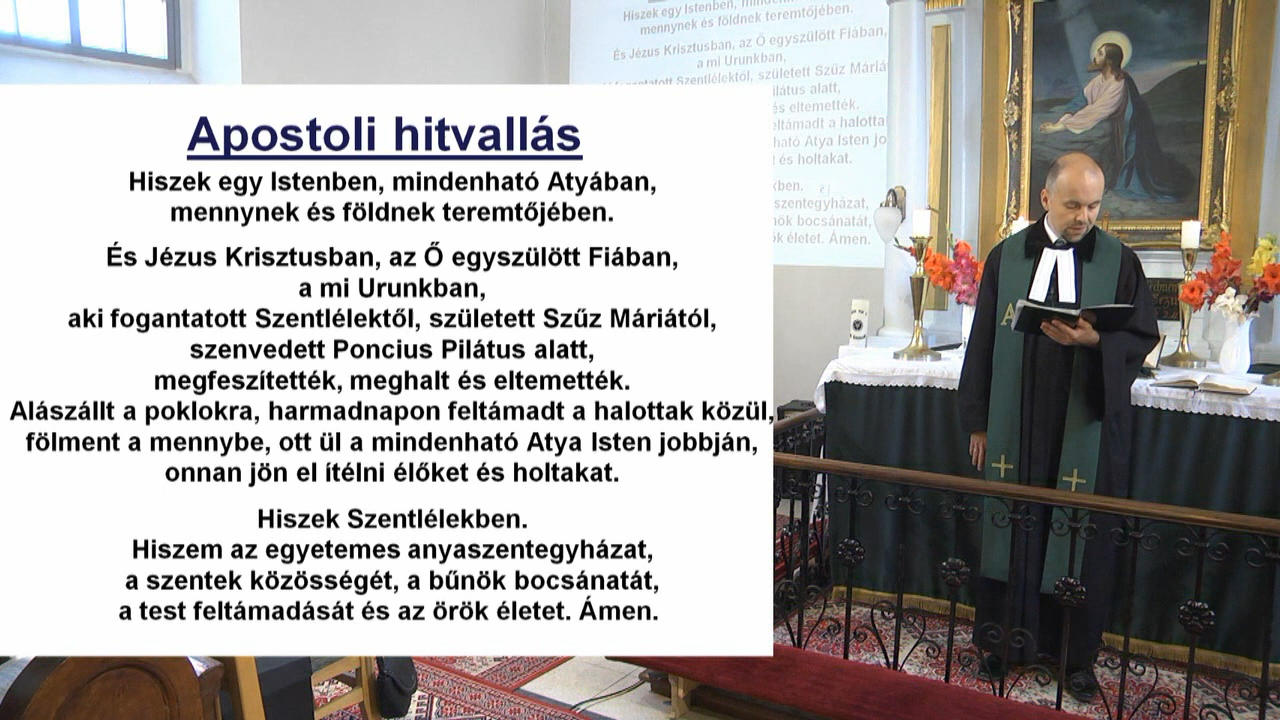 Apostoli hitvallás
Hiszek egy Istenben, mindenható Atyában,
mennynek és földnek teremtőjében.
És Jézus Krisztusban, az Ő egyszülött Fiában,
a mi Urunkban,
aki fogantatott Szentlélektől, született Szűz Máriától,
szenvedett Poncius Pilátus alatt,
megfeszítették, meghalt és eltemették.
Alászállt a poklokra, harmadnapon feltámadt a halottak közül,
fölment a mennybe, ott ül a mindenható Atya Isten jobbján,
onnan jön el ítélni élőket és holtakat.
Hiszek Szentlélekben.
Hiszem az egyetemes anyaszentegyházat,
a szentek közösségét, a bűnök bocsánatát,
a test feltámadását és az örök életet. Ámen.
Hiszek egy Istenben,
mennynek és földnek teremtőjében.
És Jézus Krisztusban, az Ő egyszülött Fiában,
a mi Urunkban,
Szentlélektől, született Szűz
alatt,
és eltemették.
feltámadt a
Atya Isten
és holtakat.
bocsánatát,
életet. Ámen.